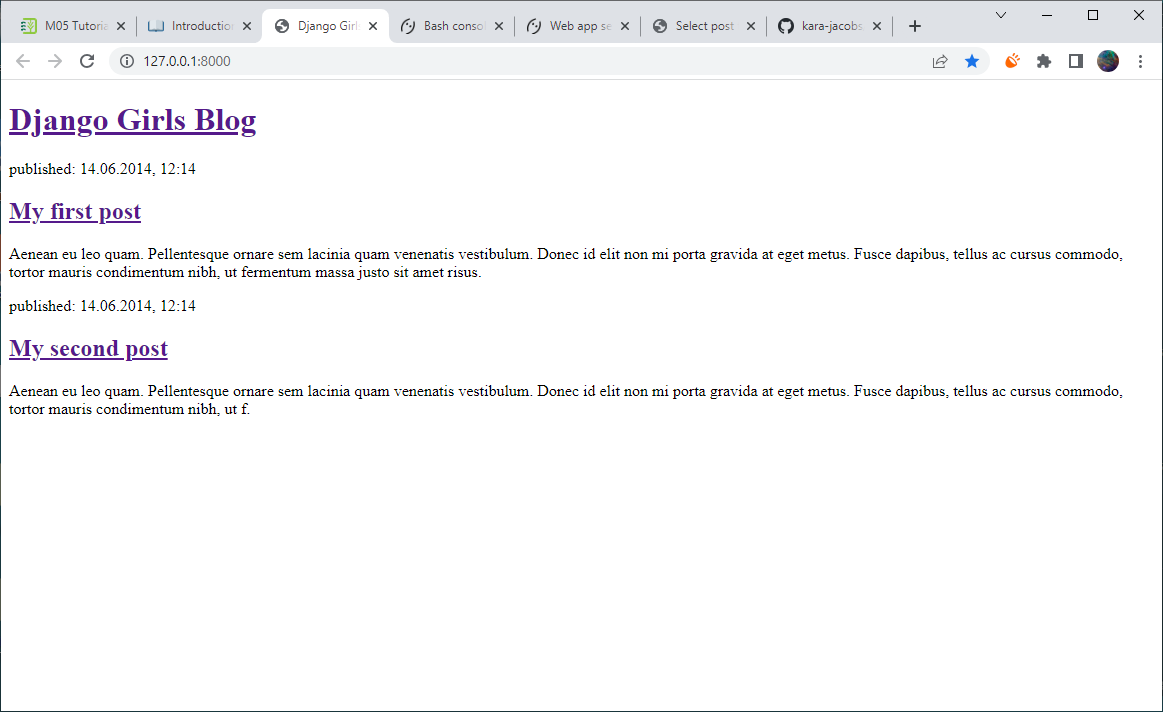 M05 Tutoria
Introduction
Django Girl
Bash consol
Web app se
Select post
kara-jacobs
127.0.0.1:8000
Django Girls Blog
published: 14.06.2014, 12:14
My first post
Aenean eu leo quam. Pellentesque ornare sem lacinia quam venenatis vestibulum. Donec id elit non mi porta gravida at eget metus. Fusce dapibus, tellus ac cursus commodo,
tortor mauris condimentum nibh, ut fermentum massa justo sit amet risus.
published: 14.06.2014, 12:14
My second post
Aenean eu leo quam. Pellentesque ornare sem lacinia quam venenatis vestibulum. Donec id elit non mi porta gravida at eget metus. Fusce dapibus, tellus ac cursus commodo,
tortor mauris condimentum nibh, ut f.